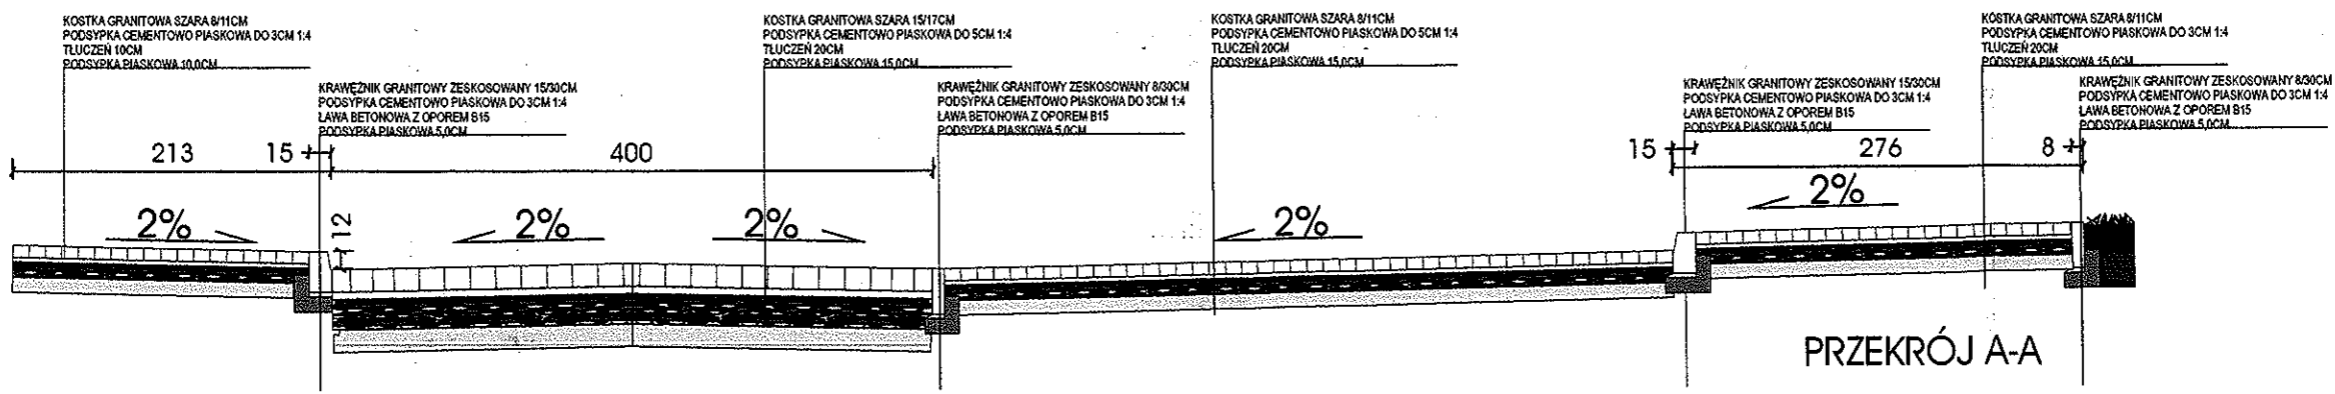 KOSTKA GRANITOWA SZARA 8/11CM
PODSYPKA CEMENTOWO PIASKOWA DO 3CM 1:4
TŁUCZEŃ 10CM
PODSYPKA PIASKOWA 10,0CM
KRAWĘŻNIK GRANITOWY ZESKOSOWANY 15/30CM
PODSYPKA CEMENTOWO PIASKOWA DO 3CM 1:4
ŁAWA BETONOWA Z OPOREM B15
PODSYPKA PIASKOWA 5,0CM
KOSTKA GRANITOWA SZARA 15/17CM
PODSYPKA CEMENTOWO PIASKOWA DO 5CM 1:4
TŁUCZEŃ 20CM
PODSYPKA PIASKOWA 15,0CM
KRAWĘŻNIK GRANITOWY ZESKOSOWANY 8/30CM
PODSYPKA CEMENTOWO PIASKOWA DO 3CM 1:4
ŁAWA BETONOWA Z OPOREM B15
PODSYPKA PIASKOWA 5,0CM
KOSTKA GRANITOWA SZARA 8/11CM
PODSYPKA CEMENTOWO PIASKOWA DO 5CM 1:4
TŁUCZEŃ 20CM
PODSYPKA PIASKOWA 15,0CM
KRAWĘŻNIK GRANITOWY ZESKOSOWANY 15/30CM
PODSYPKA CEMENTOWO PIASKOWA DO 3CM 1:4
ŁAWA BETONOWA Z OPOREM B15
PODSYPKA PIASKOWA 5,0CM
KOSTKA GRANITOWA SZARA 8/11CM
PODSYPKA CEMENTOWO PIASKOWA DO 3CM 1:4
TŁUCZEŃ 20CM
PODSYPKA PIASKOWA 15,0CM
KRAWĘŻNIK GRANITOWY ZESKOSOWANY 8/30CM
PODSYPKA CEMENTOWO PIASKOWA DO 3CM 1:4
ŁAWA BETONOWA Z OPOREM B15
PODSYPKA PIASKOWA 5,0CM
213
15
400
15
276
8
2%
12
2%
2%
2%
2%
PRZEKRÓJ A-A